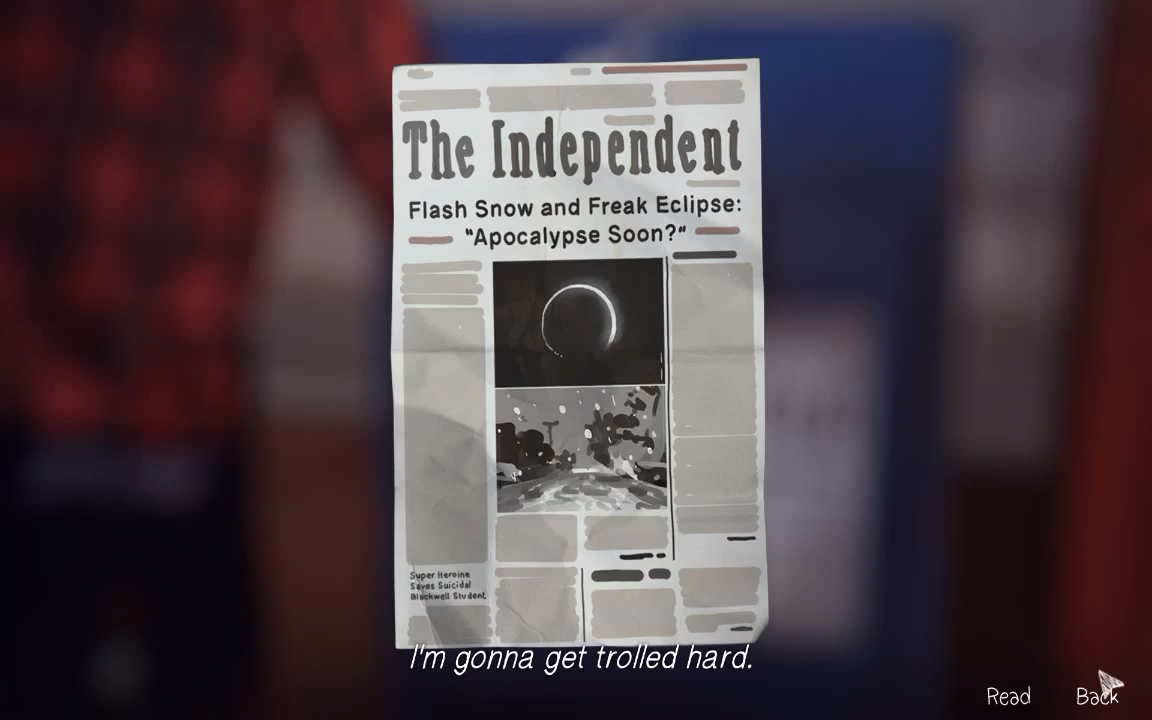 The Independent
Flash Snow and Freak Eclipse:
"Apocalypse Soon?"
Super Heroine
Saves Suicidal
Blackwell Student
I'm gonna get trolled hard.
Read Back